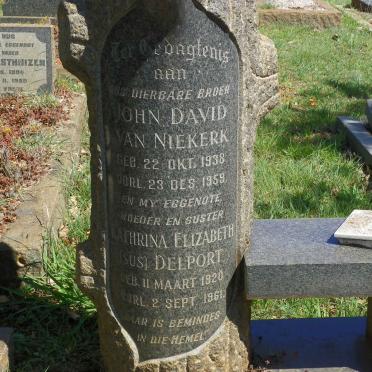 Ter Gedagtenis
aan
ONS DIERBARE BROER
JOHN DAVID
VAN NIEKERK
GEB. 22 OKT. 1938
OORL. 23 DES. 1959.
EN MY EGGENOTE,
MOEDER EN SUSTER
KATHRINA ELIZABETH
(SUS) DELPORT
GEB. 11 MAART 1920
OORL. 2 SEPT. 1961
DAAR IS BEMINDES
IN DIE HEMEL